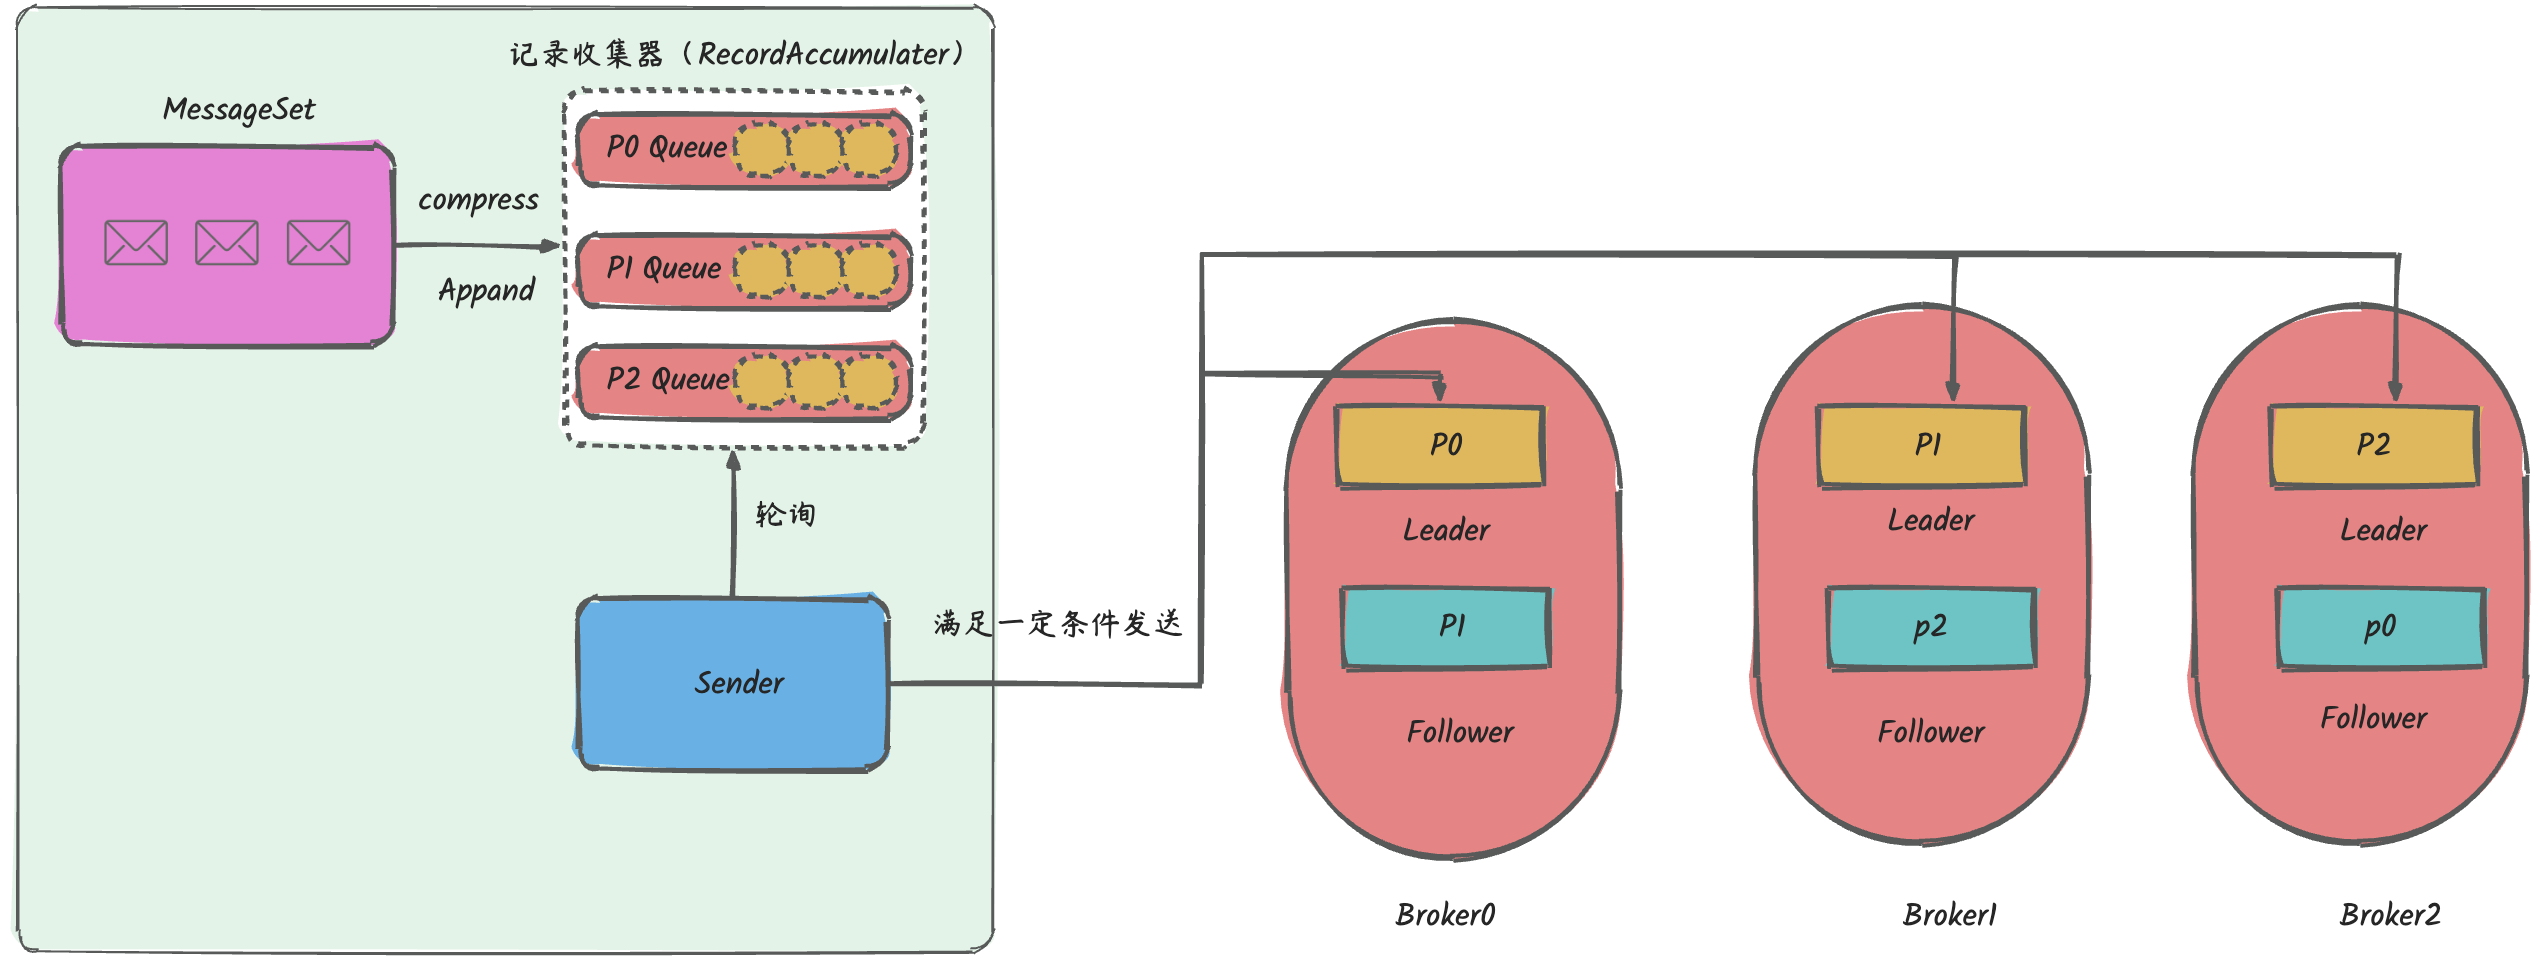 记录收集器（RecordAccumulater）
MessageSet
compress
Appand
P0 Queue
P1 Queue
P2 Queue
轮询
Sender
满足一定条件发送
P0
Leader
P1
Follower
Broker0
P1
Leader
p2
Follower
Broker1
P2
Leader
p0
Follower
Broker2